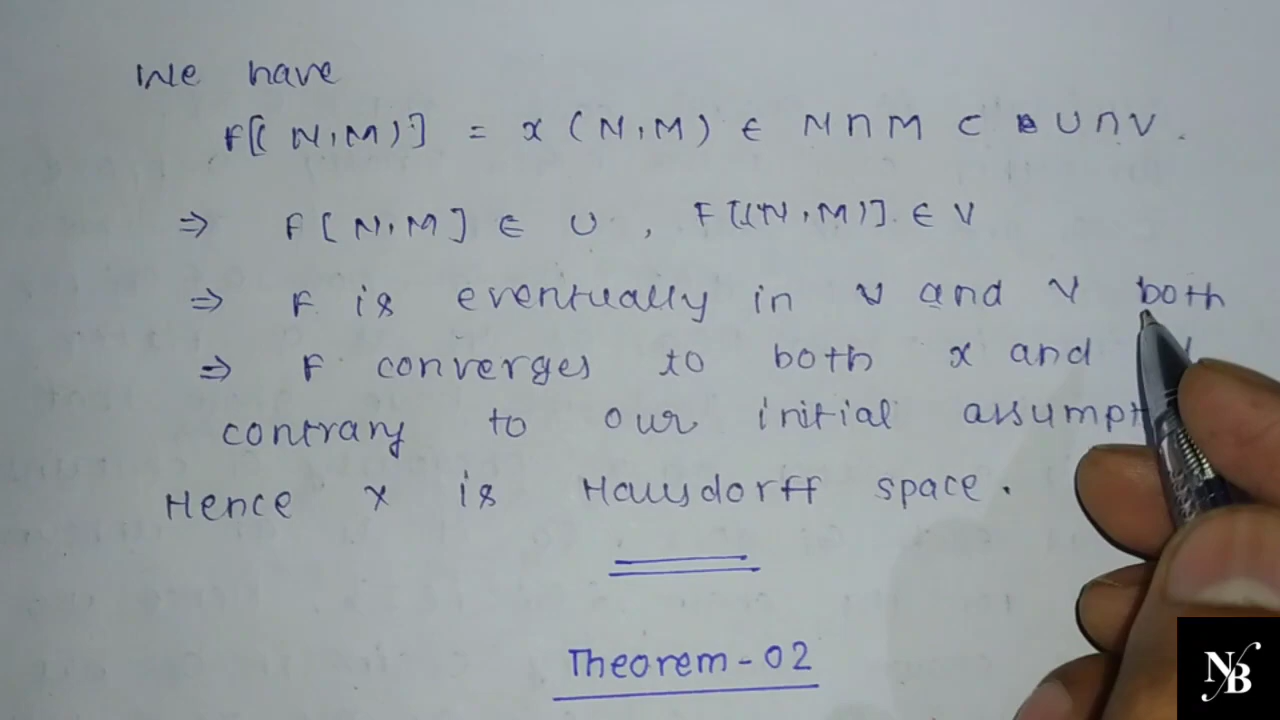 We have
F[(N,M)] = x(N,M) ∈ N∩M ⊂ U∩V.
⇒ F[N,M] ∈ U, F[(N,M)] ∈ V
⇒ F is eventually in U and V both
⇒ F converges to both x and
contrary to our initial
Hence X is Hausdorff space.
Theorem-02
NB